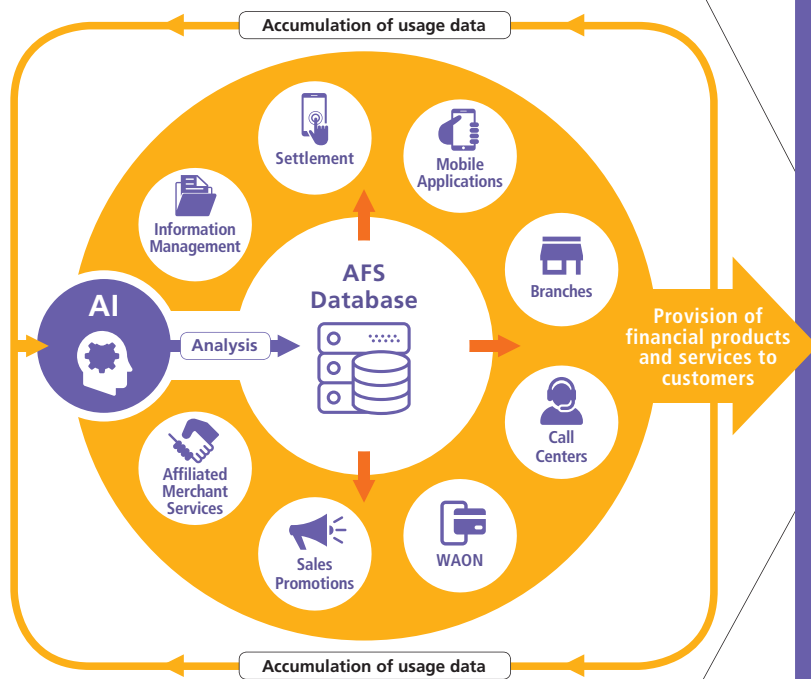 Accumulation of usage data
Settlement
Mobile
Applications
Information
Management
Branches
AFS
Database
AI
Analysis
Provision of
financial products
and services to
customers
Call
Centers
Affiliated
Merchant
Services
Sales
Promotions
WAON
Accumulation of usage data